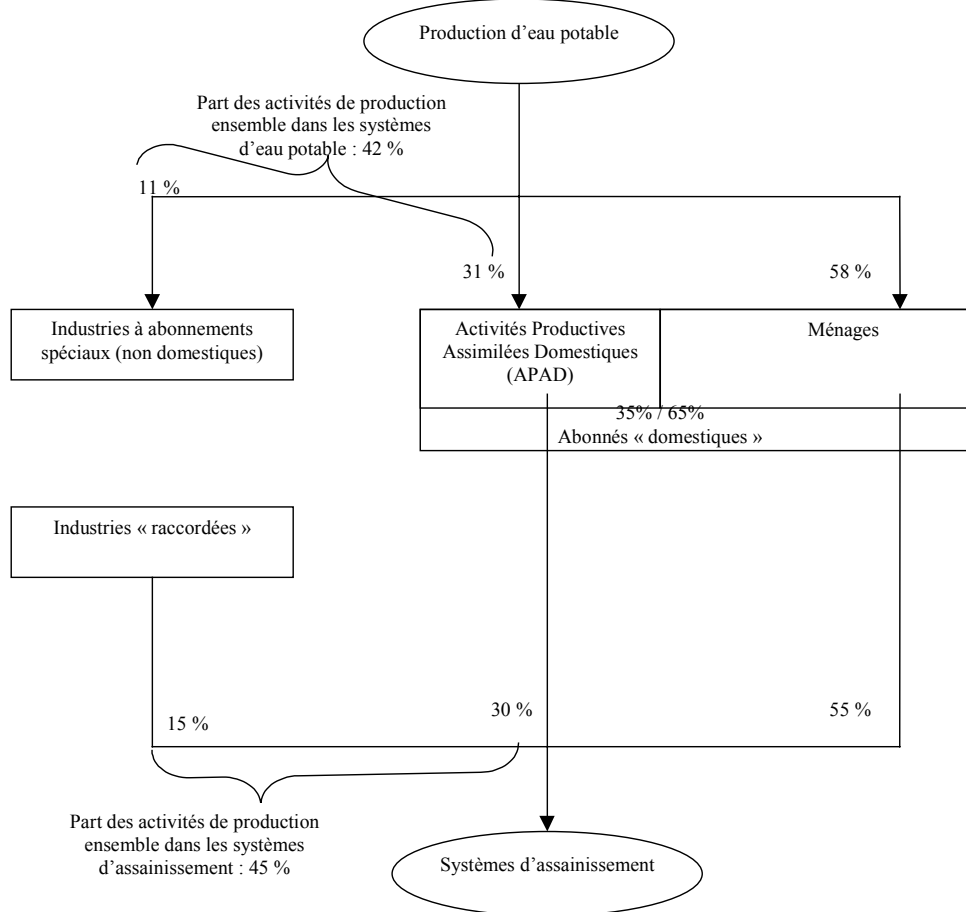 Production d’eau potable
Part des activités de production
ensemble dans les systèmes
d’eau potable : 42 %
11 %
31 %
58 %
Industries à abonnements
spéciaux (non domestiques)
Activités Productives
Assimilées Domestiques
(APAD)
Ménages
35% / 65%
Abonnés « domestiques »
Industries « raccordées »
15 %
30 %
55 %
Part des activités de production
ensemble dans les systèmes
d’assainissement : 45 %
Systèmes d’assainissement